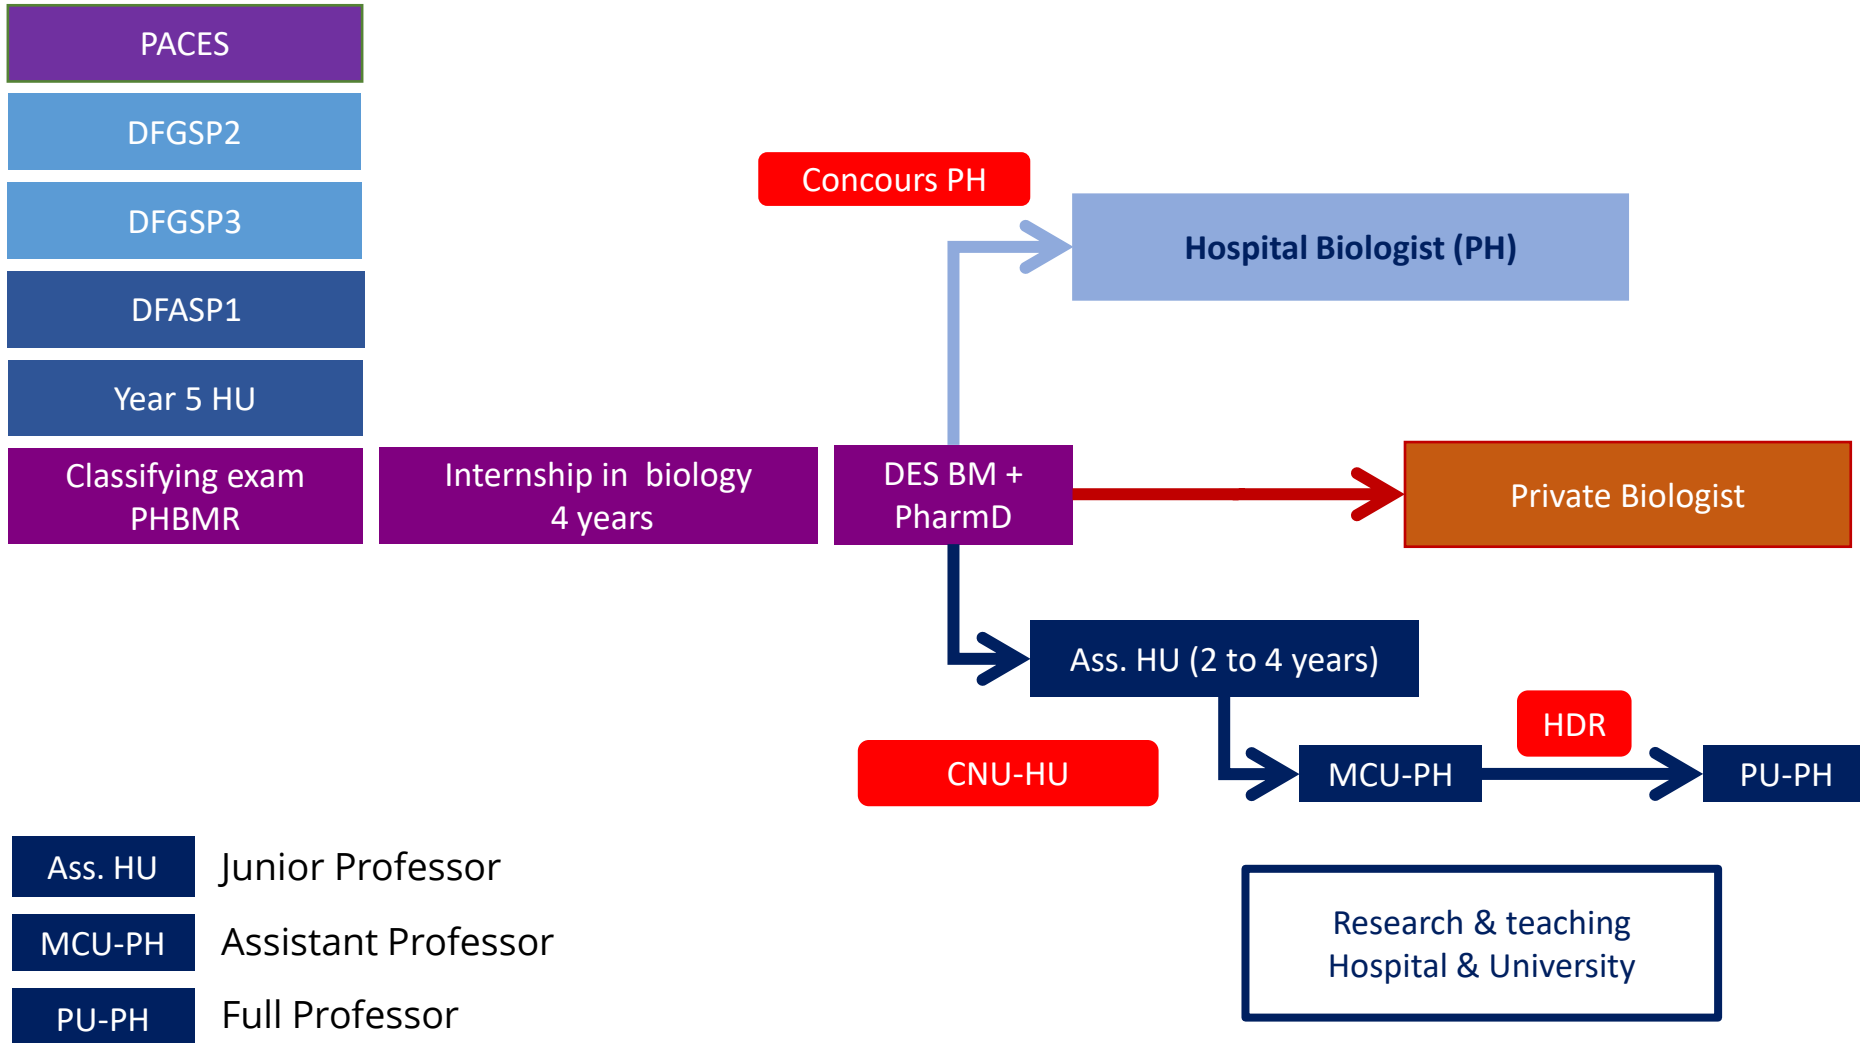 PACES
DFGSP2
DFGSP3
DFASP1
Year 5 HU
Classifying exam
PHBMR
Internship in biology
4 years
DES BM +
PharmD
Concours PH
Hospital Biologist (PH)
Private Biologist
Ass. HU (2 to 4 years)
CNU-HU
MCU-PH
HDR
PU-PH
Ass. HU
Junior Professor
MCU-PH
Assistant Professor
PU-PH
Full Professor
Research & teaching
Hospital & University